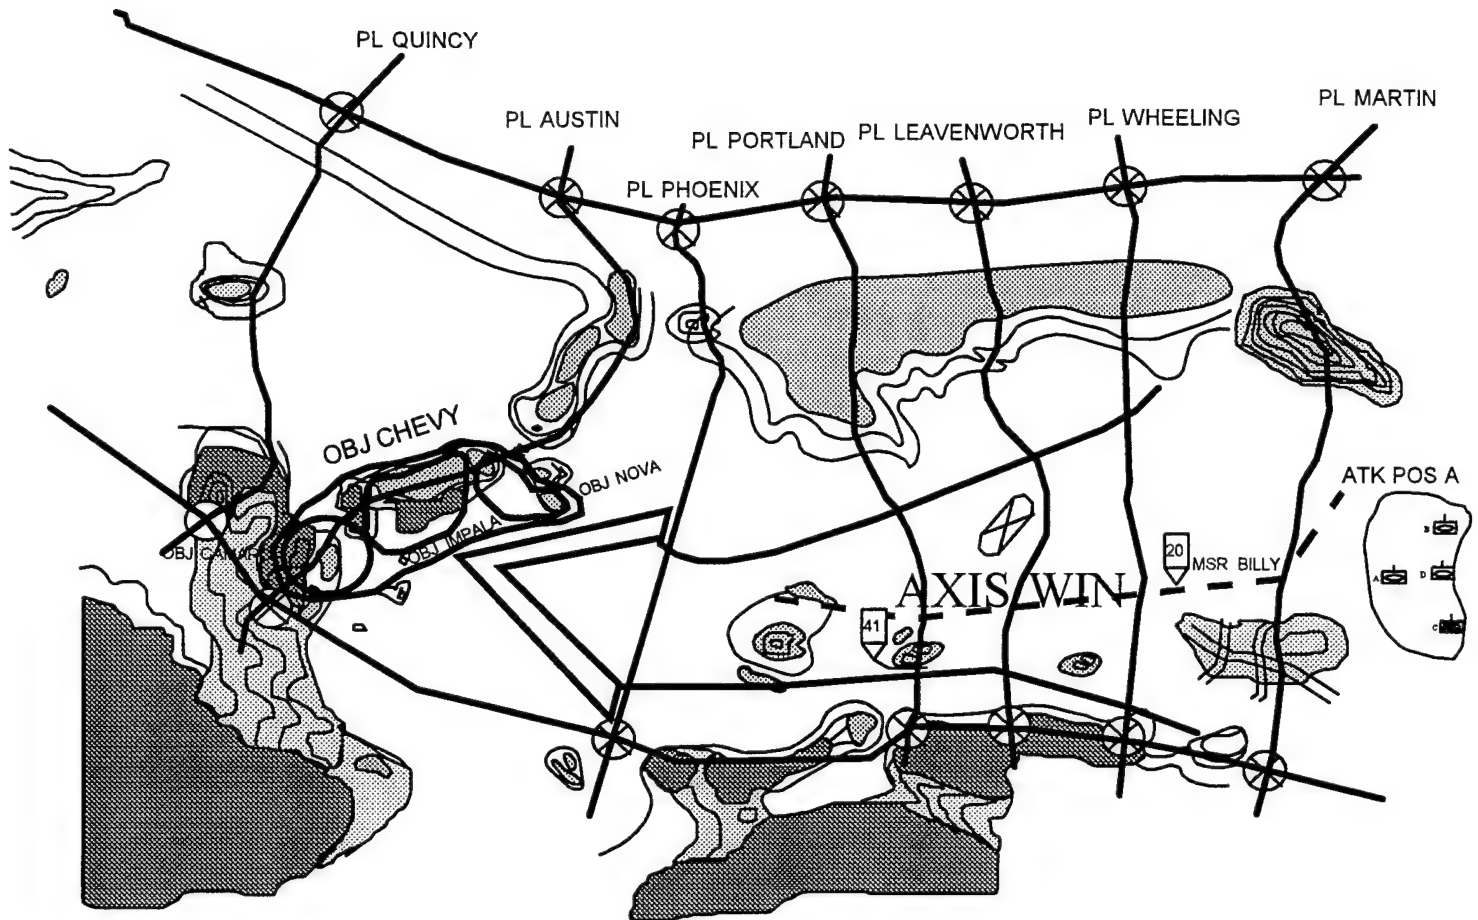 PL QUINCY
PL AUSTIN
PL PHOENIX
PL PORTLAND
PL LEAVENWORTH
PL WHEELING
PL MARTIN
OBJ CHEVY
OBJ NOVA
OBJ IMPALA
ATK POS A
20
MSR BILLY
AXIS WIN
41
B
A
D
C